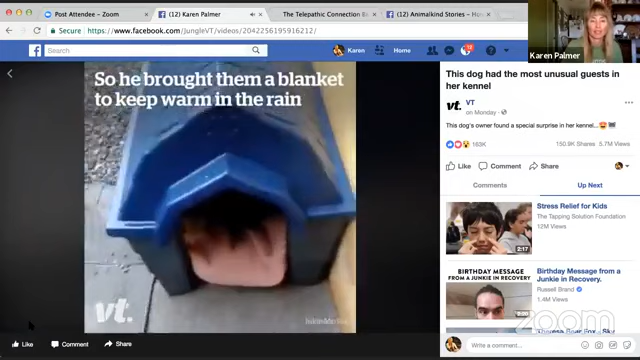 Post Attendee - Zoom
(12) Karen Palmer
The Telepathic Connection B
(12) Animalkind Stories - H
Secure
https://www.facebook.com/JungleVT/videos/2042256195916212/
Search
Karen
Home
12
Karen Palmer
So he brought them a blanket
to keep warm in the rain
vt.
This dog had the most unusual guests in
her kennel
vt.
VT
on Monday
This dog's owner found a special surprise in her kennel...
163K
150.9K Shares 5.7M Views
Like Comment Share
Comments
Up Next
Stress Relief for Kids
The Tapping Solution Foundation
12M Views
2:17
BIRTHDAY MESSAGE
FROM A JUNKIE IN RECOVERY
Birthday Message from a
Junkie in Recovery.
Russell Brand
1.4M Views
zoom
Like Comment Share
Write a comment...